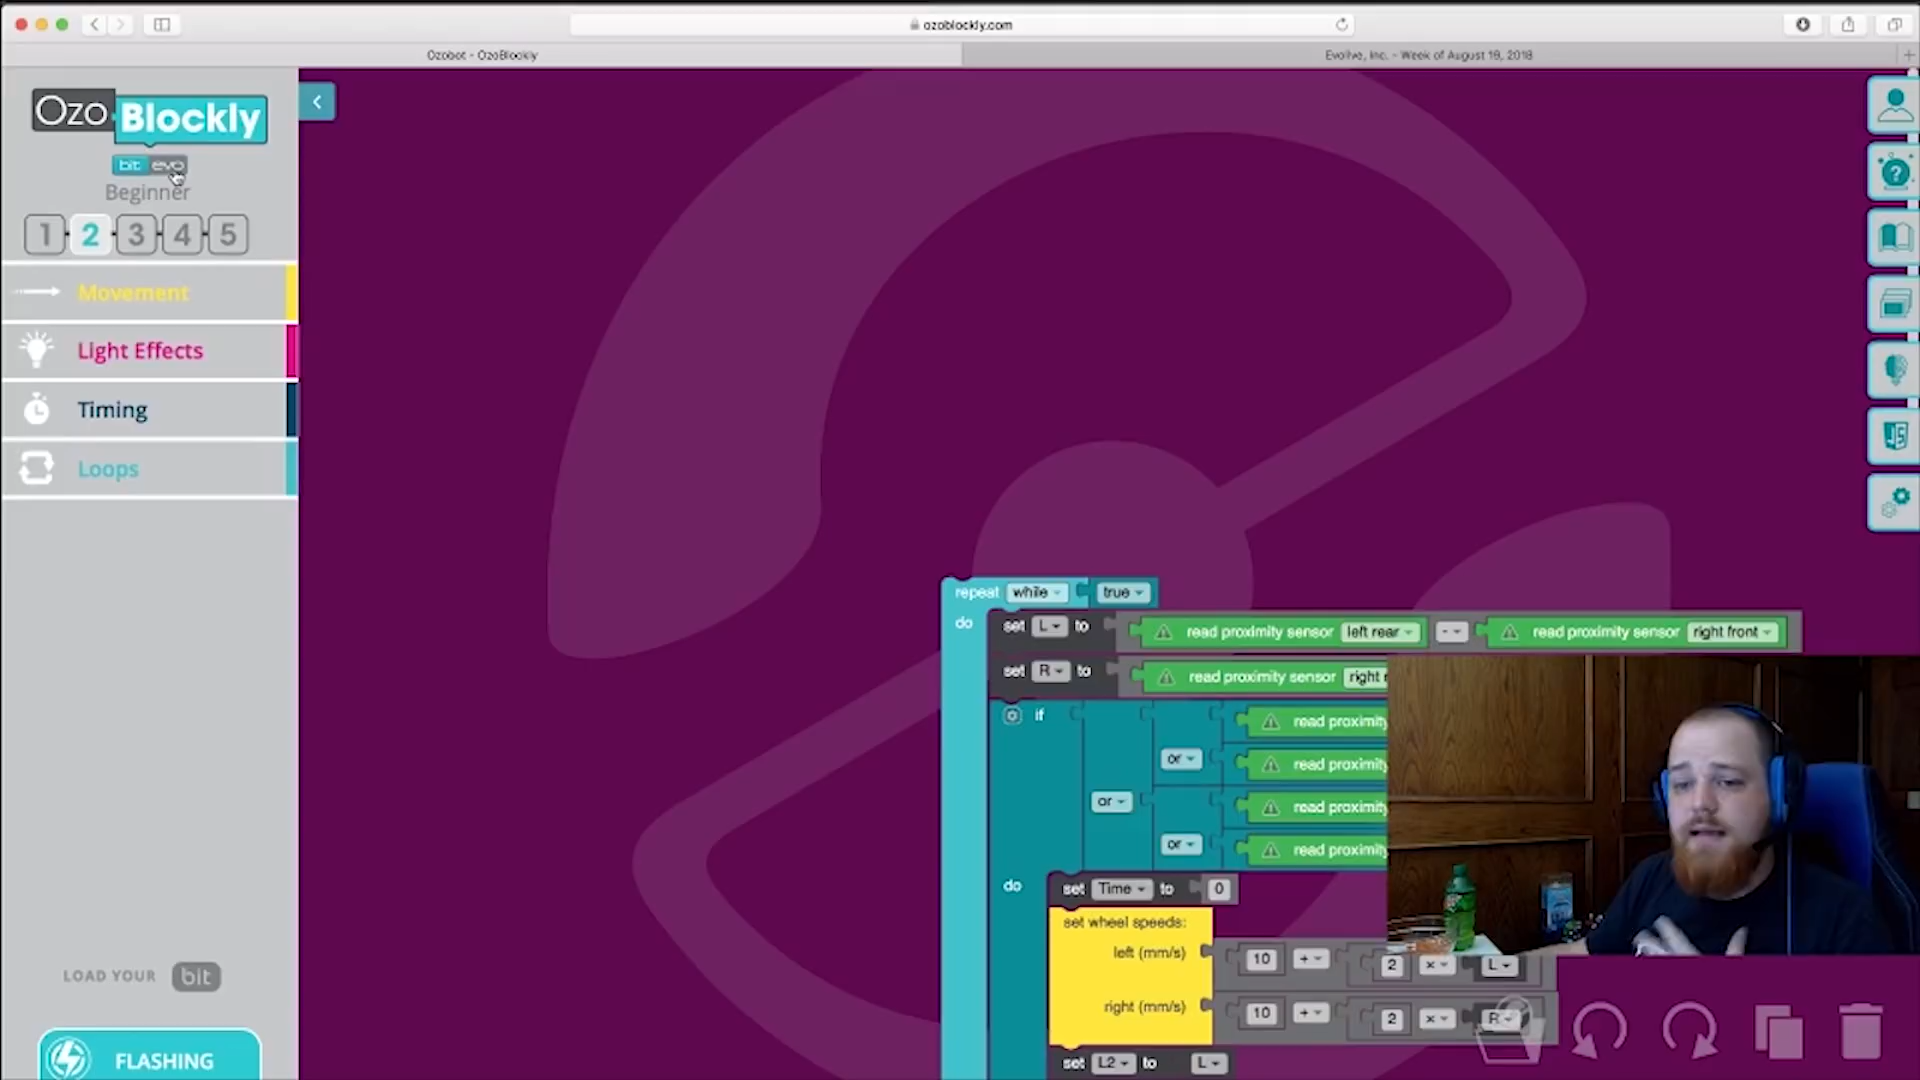 ozoblockly.com
Ozobot - OzoBlockly
Evollve, Inc. - Week of August 19, 2018
Ozo Blockly
bit evo
Beginner
1 2 3 4 5
Movement
Light Effects
Timing
Loops
LOAD YOUR bit
FLASHING
repeat while true
do set L to read proximity sensor left rear - read proximity sensor right front
set R to read proximity sensor right
if read proximity
or read proximity
or read proximity
or read proximity
do set Time to 0
set wheel speeds:
left (mm/s) 10 + 2 × L
right (mm/s) 10 + 2 × R
set L2 to L
?
JS